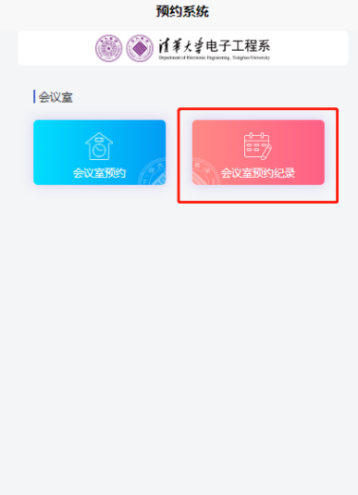 预约系统
清华大学电子工程系
Department of Electronic Engineering, Tsinghua University
会议室
会议室预约
会议室预约纪录